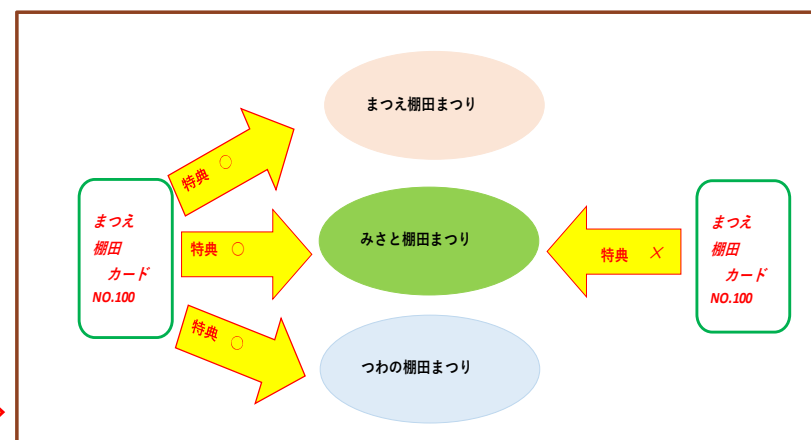 まつえ棚田まつり
特典 ○
まつえ
棚田
カード
NO.100
特典 ○
みさと棚田まつり
特典 ×
まつえ
棚田
カード
NO.100
特典 ○
つわの棚田まつり